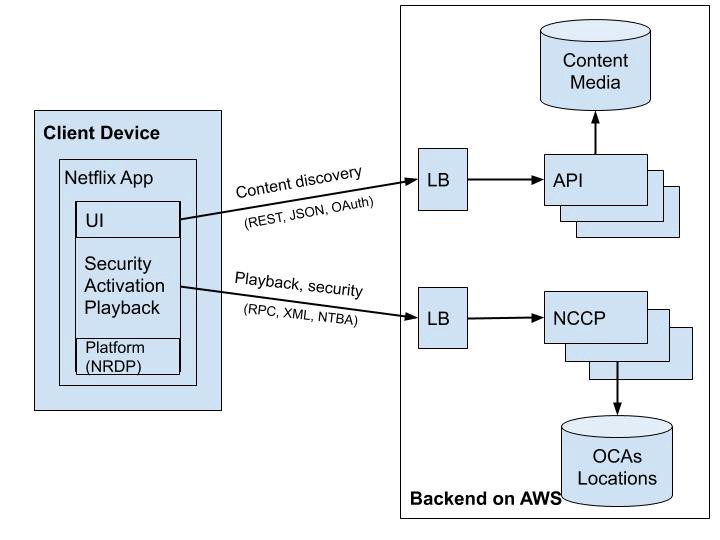 Content
Media
Client Device
Netflix App
UI
Security
Activation
Playback
Platform
(NRDP)
Content discovery
(REST, JSON, OAuth)
LB
API
Playback, security
(RPC, XML, NTBA)
LB
NCCP
OCAs
Locations
Backend on AWS